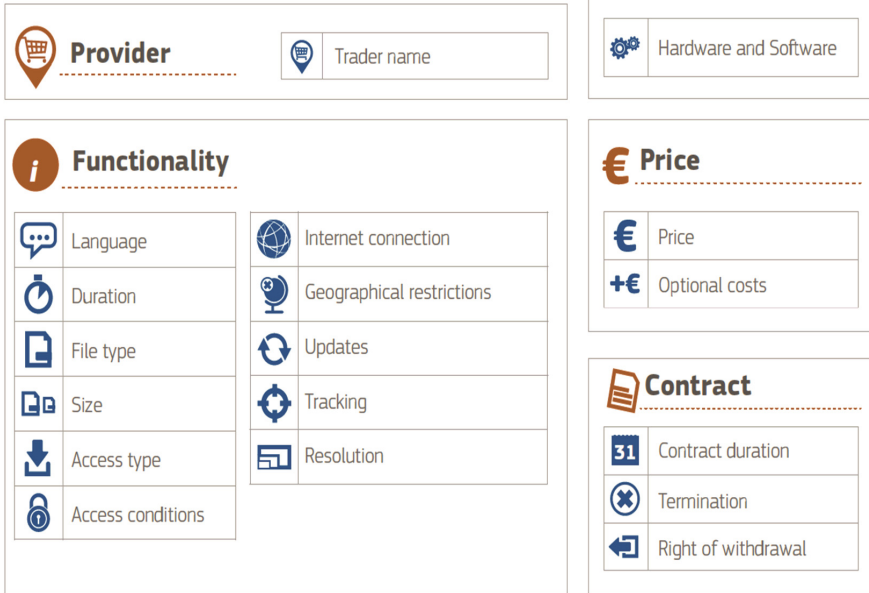 Provider
Trader name
Hardware and Software
i
Functionality
Language
Duration
File type
Size
Access type
Access conditions
Internet connection
Geographical restrictions
Updates
Tracking
Resolution
€
Price
€
Price
+€
Optional costs
Contract
31
Contract duration
Termination
Right of withdrawal